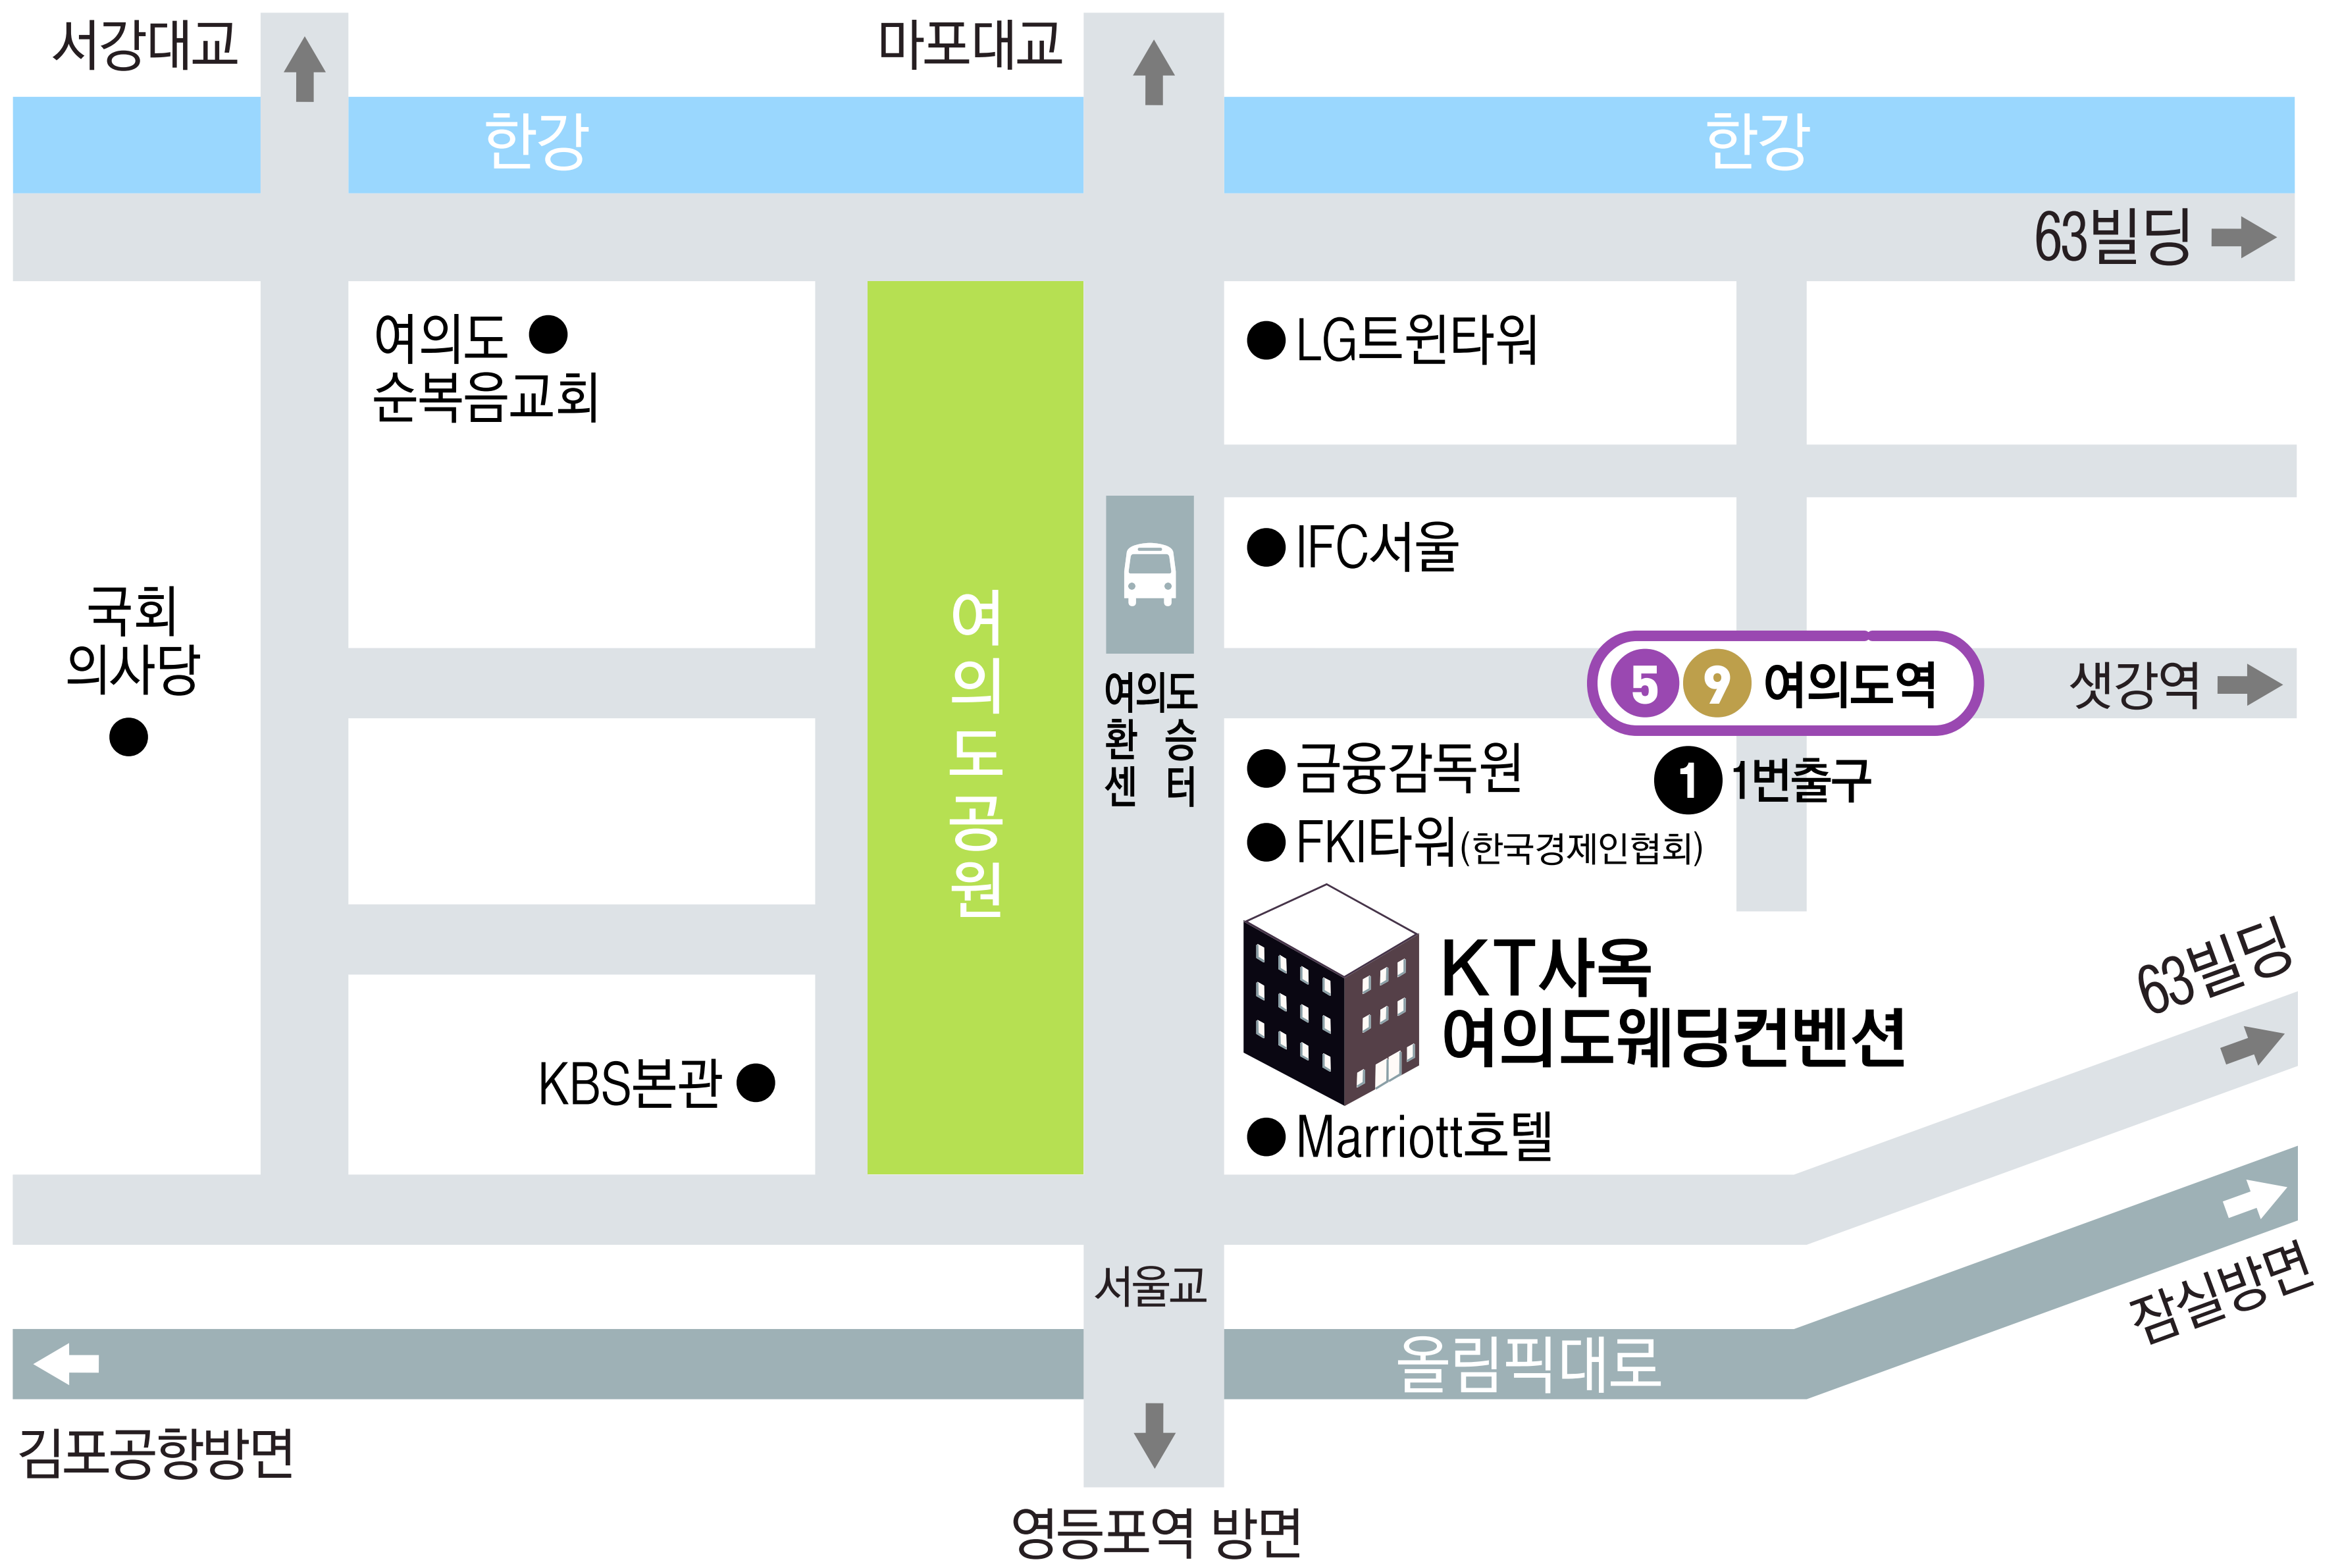 서강대교
마포대교
한강
한강
63빌딩
여의도
순복음교회
LG트윈타워
IFC서울
국회
의사당
여의도공원
여의도
환승
센터
5 9 여의도역
샛강역
1 1번출구
금융감독원
FKI타워(한국경제인협회)
KT사옥
여의도웨딩컨벤션
63빌딩
KBS본관
Marriott호텔
서울교
올림픽대로
잠실방면
김포공항방면
영등포역 방면